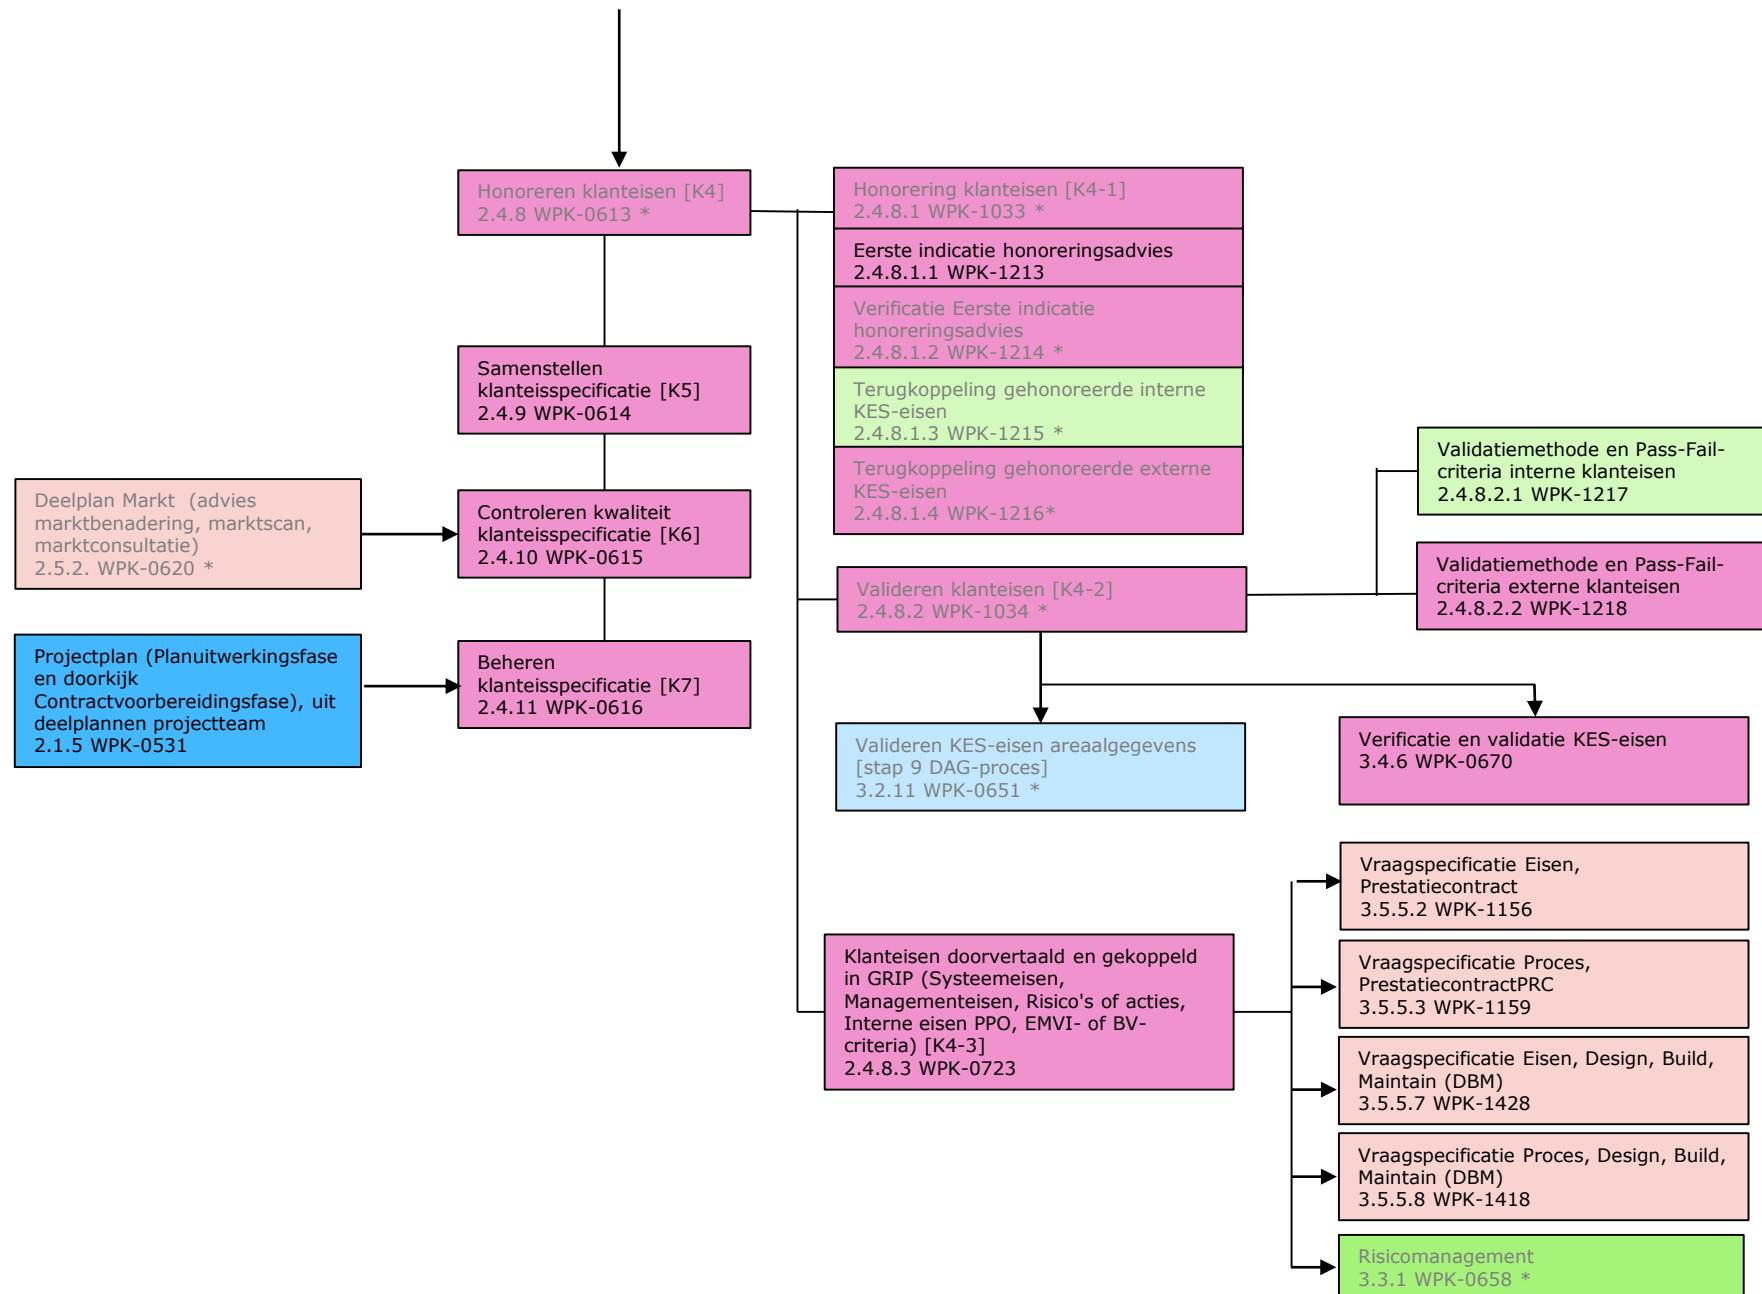 Honoreren klanteisen [K4]
2.4.8 WPK-0613 *
Honorering klanteisen [K4-1]
2.4.8.1 WPK-1033 *
Eerste indicatie honoreringsadvies
2.4.8.1.1 WPK-1213
Verificatie Eerste indicatie
honoreringsadvies
2.4.8.1.2 WPK-1214 *
Terugkoppeling gehonoreerde interne
KES-eisen
2.4.8.1.3 WPK-1215 *
Terugkoppeling gehonoreerde externe
KES-eisen
2.4.8.1.4 WPK-1216*
Samenstellen
klanteisspecificatie [K5]
2.4.9 WPK-0614
Deelplan Markt  (advies
marktbenadering, marktscan,
marktconsultatie)
2.5.2. WPK-0620 *
Controleren kwaliteit
klanteisspecificatie [K6]
2.4.10 WPK-0615
Validatiemethode en Pass-Fail-
criteria interne klanteisen
2.4.8.2.1 WPK-1217
Validatiemethode en Pass-Fail-
criteria externe klanteisen
2.4.8.2.2 WPK-1218
Valideren klanteisen [K4-2]
2.4.8.2 WPK-1034 *
Projectplan (Planuitwerkingsfase
en doorkijk
Contractvoorbereidingsfase), uit
deelplannen projectteam
2.1.5 WPK-0531
Beheren
klanteisspecificatie [K7]
2.4.11 WPK-0616
Valideren KES-eisen areaalgegevens
[stap 9 DAG-proces]
3.2.11 WPK-0651 *
Verificatie en validatie KES-eisen
3.4.6 WPK-0670
Klanteisen doorvertaald en gekoppeld
in GRIP (Systeemeisen,
Managementeisen, Risico's of acties,
Interne eisen PPO, EMVI- of BV-
criteria) [K4-3]
2.4.8.3 WPK-0723
Vraagspecificatie Eisen,
Prestatiecontract
3.5.5.2 WPK-1156
Vraagspecificatie Proces,
PrestatiecontractPRC
3.5.5.3 WPK-1159
Vraagspecificatie Eisen, Design, Build,
Maintain (DBM)
3.5.5.7 WPK-1428
Vraagspecificatie Proces, Design, Build,
Maintain (DBM)
3.5.5.8 WPK-1418
Risicomanagement
3.3.1 WPK-0658 *